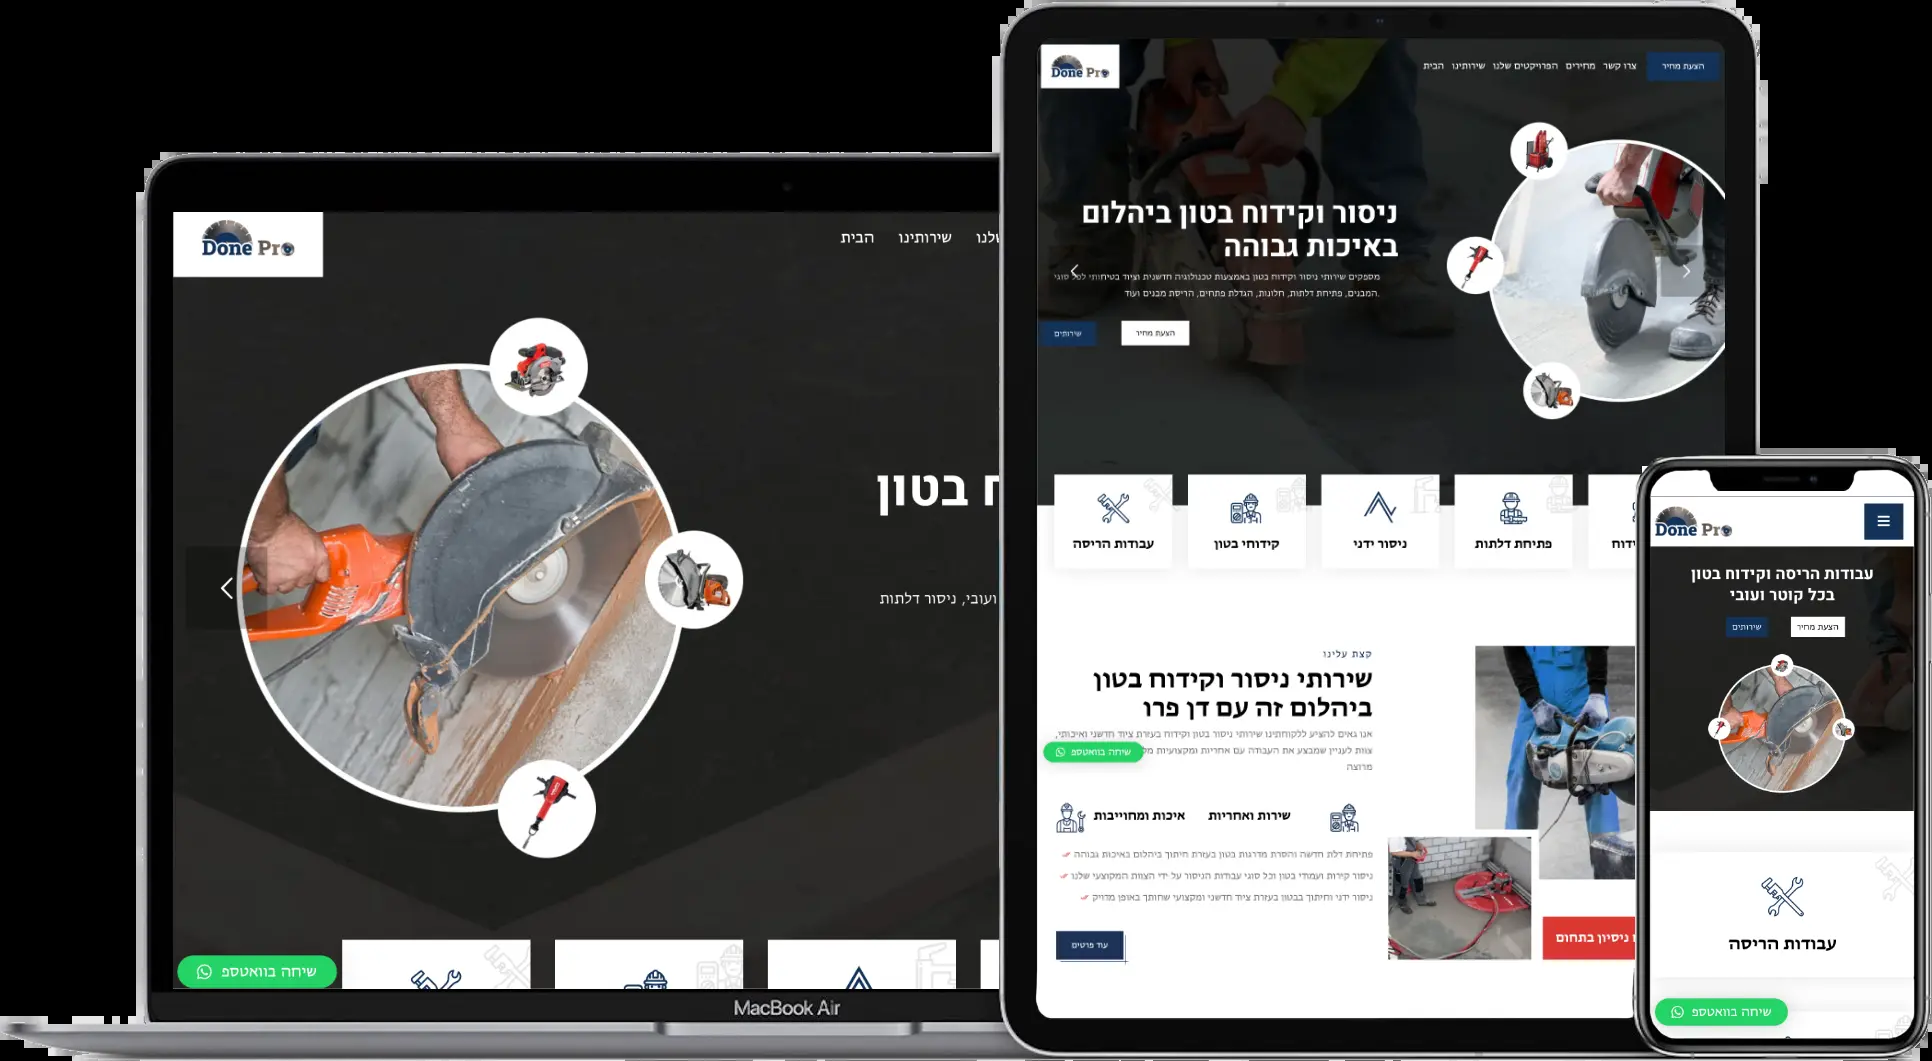 Done Pro
הבית
שירותינו
שלנו
ח בטון
ועובי, ניסור דלתות
שיחה בוואטספ
MacBook Air
Done Pro
הבית שירותינו הפרויקטים שלנו מחירים צרו קשר
הצעת מחיר
ניסור וקידוח בטון ביהלום
באיכות גבוהה
מספקים שירותי ניסור וקידוח בטון באמצעות טכנולוגיה חדשנית וציוד בטיחותי לכל סוגי
המבנים, פתיחת דלתות, חלונות, הגדלת פתחים, הריסת מבנים ועוד.
הצעת מחיר
שירותים
עבודות הריסה
קידוחי בטון
ניסור ידני
פתיחת דלתות
קצת עלינו
שירותי ניסור וקידוח בטון
ביהלום זה עם דן פרו
אנו גאים להציע ללקוחתינו שירותי ניסור בטון וקידוח בעזרת ציוד חדשני ואיכותי,
צוות לעניין שמבצע את העבודה עם אחריות ומקצועיות
מרוצה
שיחה בוואטספ
שירות ואחריות
איכות ומחוייבות
פתיחת דלת חדשה והסרת מדרגות בטון בעזרת חיתוך ביהלום באיכות גבוהה
ניסור קירות ועמודי בטון וכל סוגי עבודות הניסור על ידי הצוות המקצועי שלנו
ניסור ידני וחיתוך בבטון בעזרת ציוד חדשני ומקצועי שחותך באופן מדויק
עוד פרטים
ניסיון בתחום
Done Pro
עבודות הריסה וקידוח בטון
בכל קוטר ועובי
הצעת מחיר
שירותים
עבודות הריסה
שיחה בוואטספ